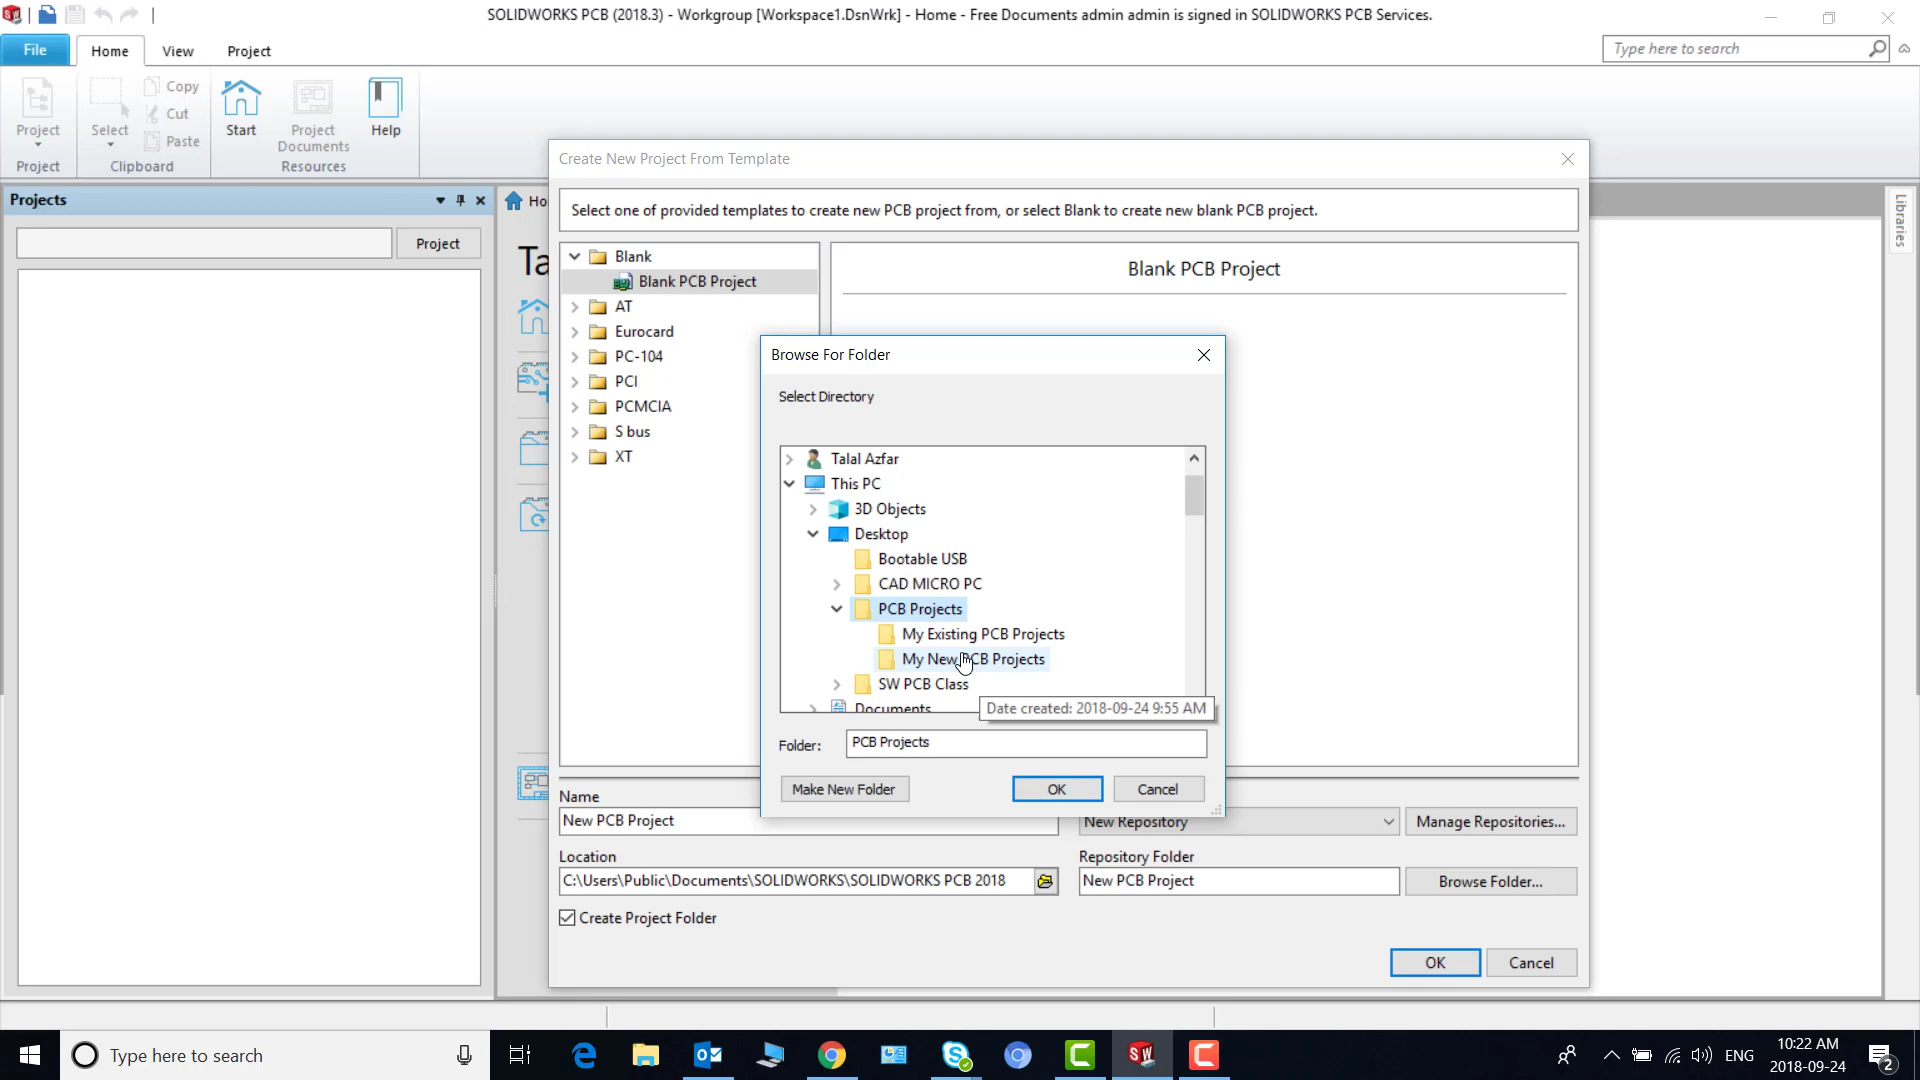 SOLIDWORKS PCB (2018.3) - Workgroup [Workspace1.DsnWrk] - Home - Free Documents admin admin is signed in SOLIDWORKS PCB Services.
File
Home
View
Project
Type here to search
Project
Project
Select
Copy
Cut
Paste
Clipboard
Start
Project Documents
Help
Resources
Projects
Project
Ho
Ta
Libraries
Create New Project From Template
Select one of provided templates to create new PCB project from, or select Blank to create new blank PCB project.
Blank
Blank PCB Project
AT
Eurocard
PC-104
PCI
PCMCIA
S bus
XT
Blank PCB Project
Browse For Folder
Select Directory
Talal Azfar
This PC
3D Objects
Desktop
Bootable USB
CAD MICRO PC
PCB Projects
My Existing PCB Projects
My New PCB Projects
SW PCB Class
Documents
Date created: 2018-09-24 9:55 AM
Folder:
PCB Projects
Make New Folder
OK
Cancel
Name
New PCB Project
New Repository
Manage Repositories...
Location
C:\Users\Public\Documents\SOLIDWORKS\SOLIDWORKS PCB 2018
Repository Folder
New PCB Project
Browse Folder...
Create Project Folder
OK
Cancel
Type here to search
ENG
10:22 AM
2018-09-24
2